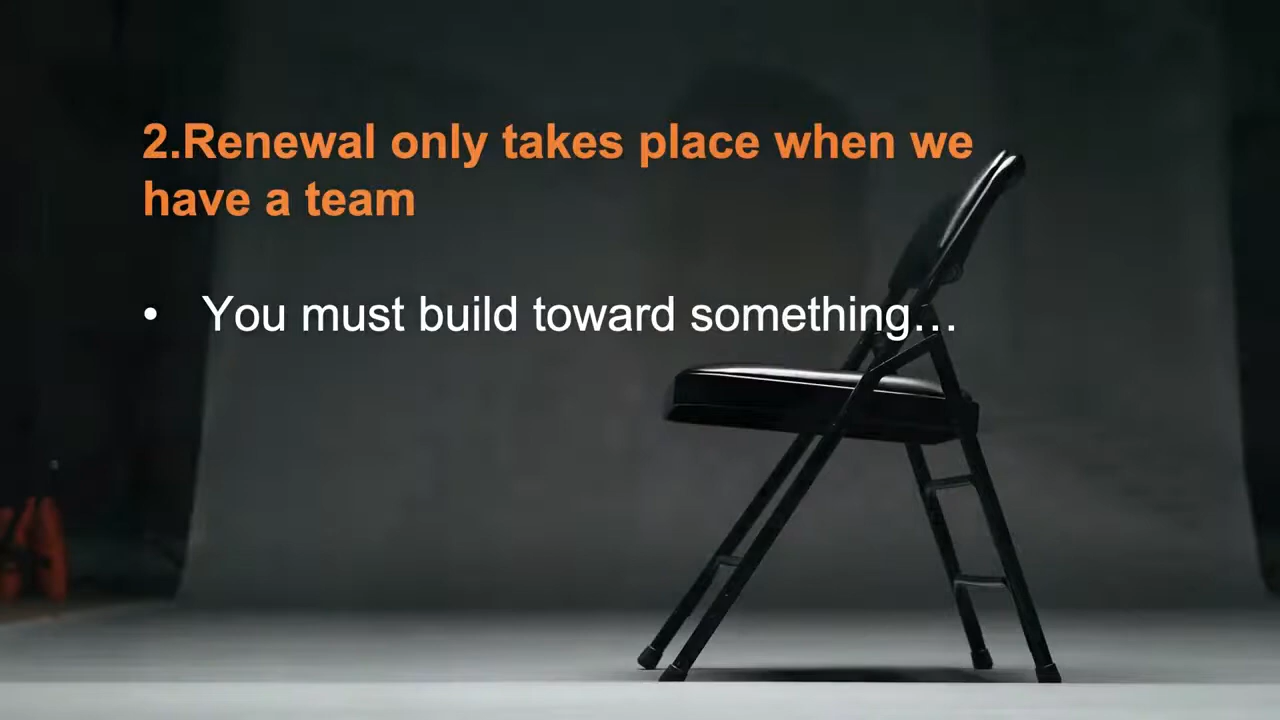 2.Renewal only takes place when we
have a team
• You must build toward something…